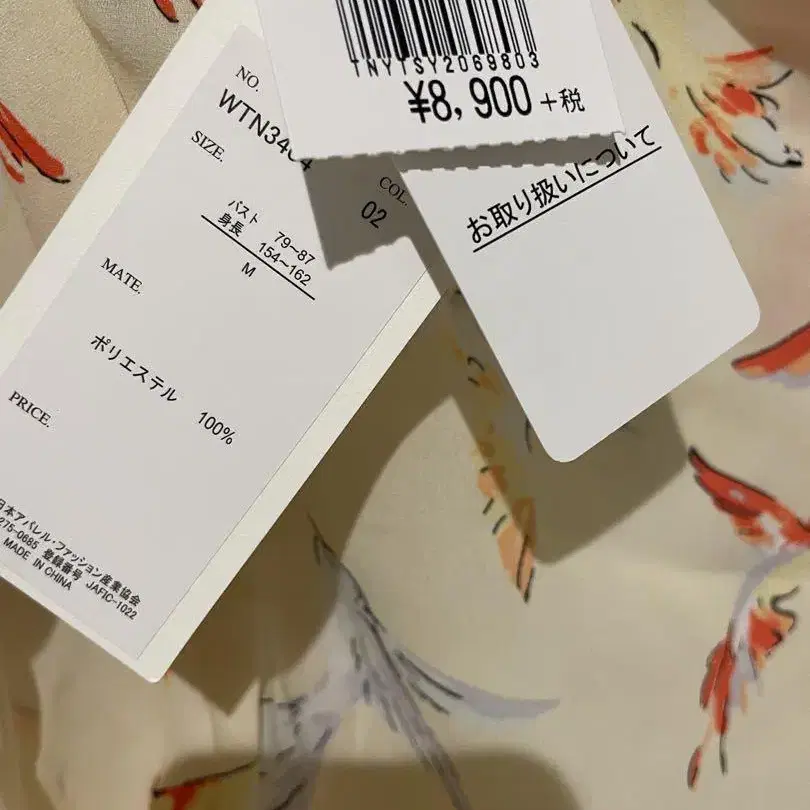 TNYTSY2069803
¥8,900+税
お取り扱いについて
NO.
COL.
02
SIZE.
バスト 79~87
身長 154~162
M
MATE.
ポリエステル 100%
PRICE.
日本アパレル・ファッション産業協会
275-0685 登録番号 JAFIC-1022
MADE IN CHINA